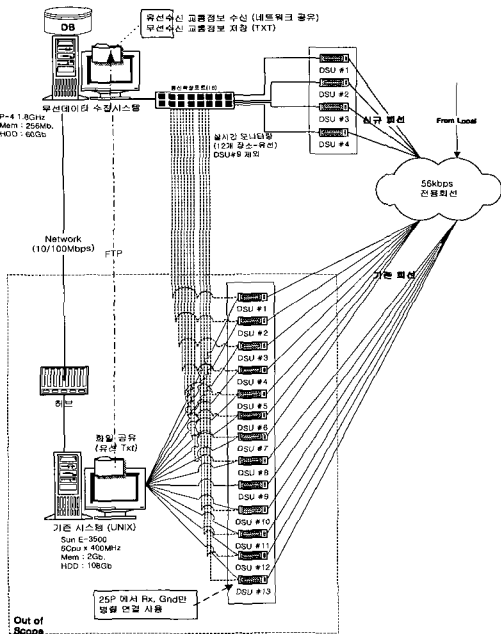 유선수신 교통정보 수신 (네트워크 공유)
무선수신 교통정보 저장 (TXT)
DB
무선데이타 수집시스템
P-4 1.8GHz
Mem : 256Mb,
HDD : 60Gb
통신확장포트(16)
실시간 모니터링
(12개 장소-유선)
DSU#9 제외
DSU #1
DSU #2
DSU #3
DSU #4
신규 회선
From Local
56kbps
전용회선
기존 회선
Network
(10/100Mbps)
FTP
허브
화일 공유
(유선 Txt)
기존 시스템 (UNIX)
Sun E-3500
6Cpu x 400MHz
Mem : 2Gb,
HDD : 108Gb
DSU #1
DSU #2
DSU #3
DSU #4
DSU #5
DSU #6
DSU #7
DSU #8
DSU #9
DSU #10
DSU #11
DSU #12
DSU #13
25P 에서 Rx, Gnd만
병렬 연결 사용
Out of
Scope